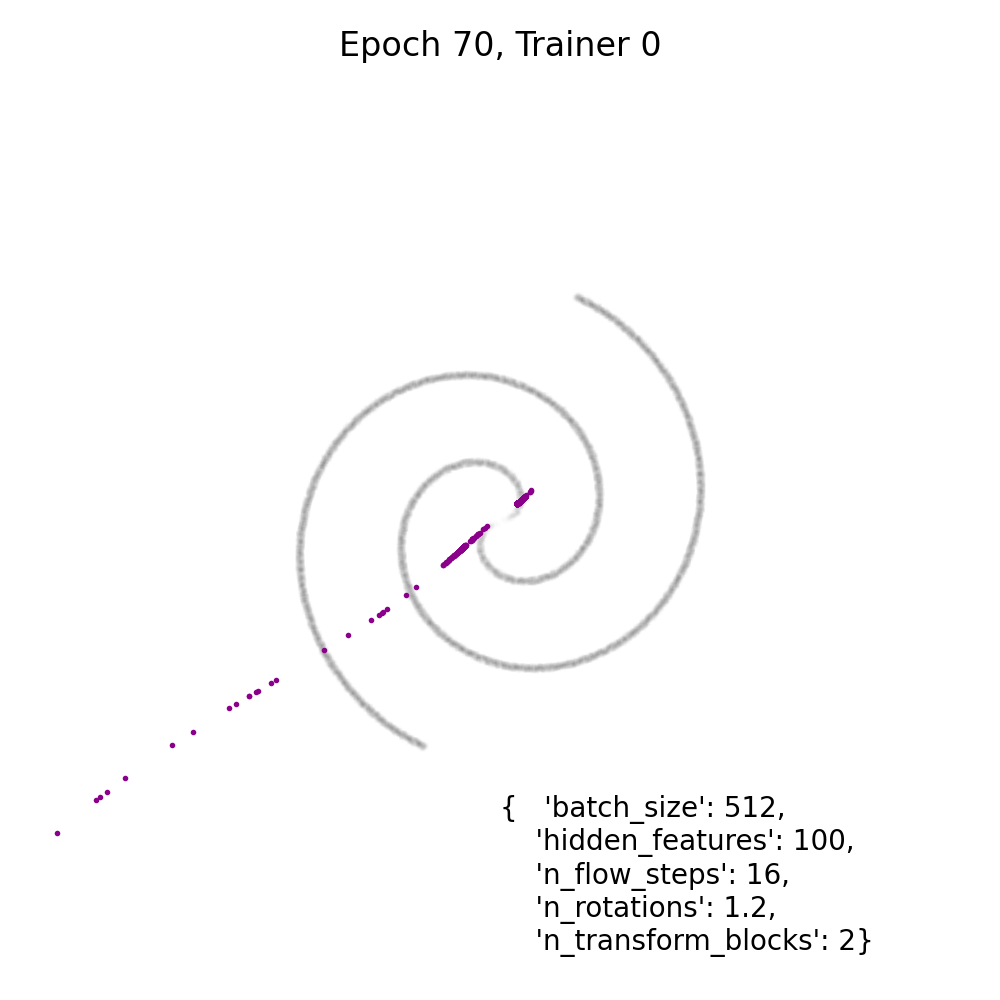 Epoch 70, Trainer 0
{   'batch_size': 512,
'hidden_features': 100,
'n_flow_steps': 16,
'n_rotations': 1.2,
'n_transform_blocks': 2}